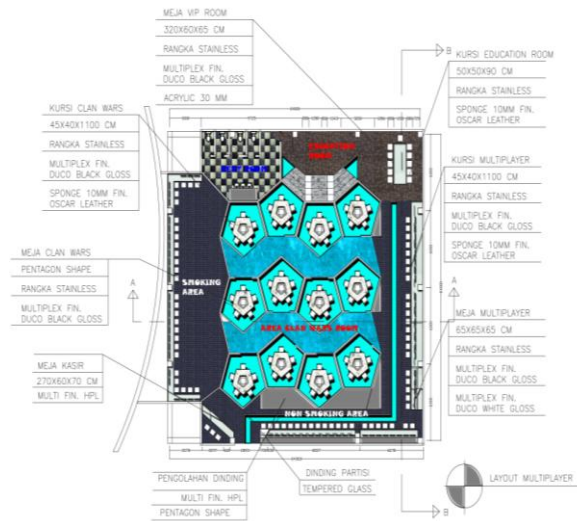 MEJA VIP ROOM
320X60X65 CM
RANGKA STAINLESS
MULTIPLEX FIN.
DUCO BLACK GLOSS
ACRYLIC 30 MM
B
KURSI EDUCATION ROOM
50X50X90 CM
RANGKA STAINLESS
SPONGE 10MM FIN.
OSCAR LEATHER
KURSI CLAN WARS
45X40X1100 CM
RANGKA STAINLESS
MULTIPLEX FIN.
DUCO BLACK GLOSS
SPONGE 10MM FIN.
OSCAR LEATHER
KURSI MULTIPLAYER
45X40X1100 CM
RANGKA STAINLESS
MULTIPLEX FIN.
DUCO BLACK GLOSS
SPONGE 10MM FIN.
OSCAR LEATHER
MEJA CLAN WARS
PENTAGON SHAPE
RANGKA STAINLESS
MULTIPLEX FIN.
DUCO BLACK GLOSS
A
SMOKING
AREA
A
AREA CLAN WARS ROOM
MEJA MULTIPLAYER
65X65X65 CM
RANGKA STAINLESS
MULTIPLEX FIN.
DUCO BLACK GLOSS
MULTIPLEX FIN.
DUCO WHITE GLOSS
MEJA KASIR
270X60X70 CM
MULTI FIN. HPL
NON SMOKING AREA
PENGOLAHAN DINDING
MULTI FIN. HPL
PENTAGON SHAPE
DINDING PARTISI
TEMPERED GLASS
LAYOUT MULTIPLAYER
B